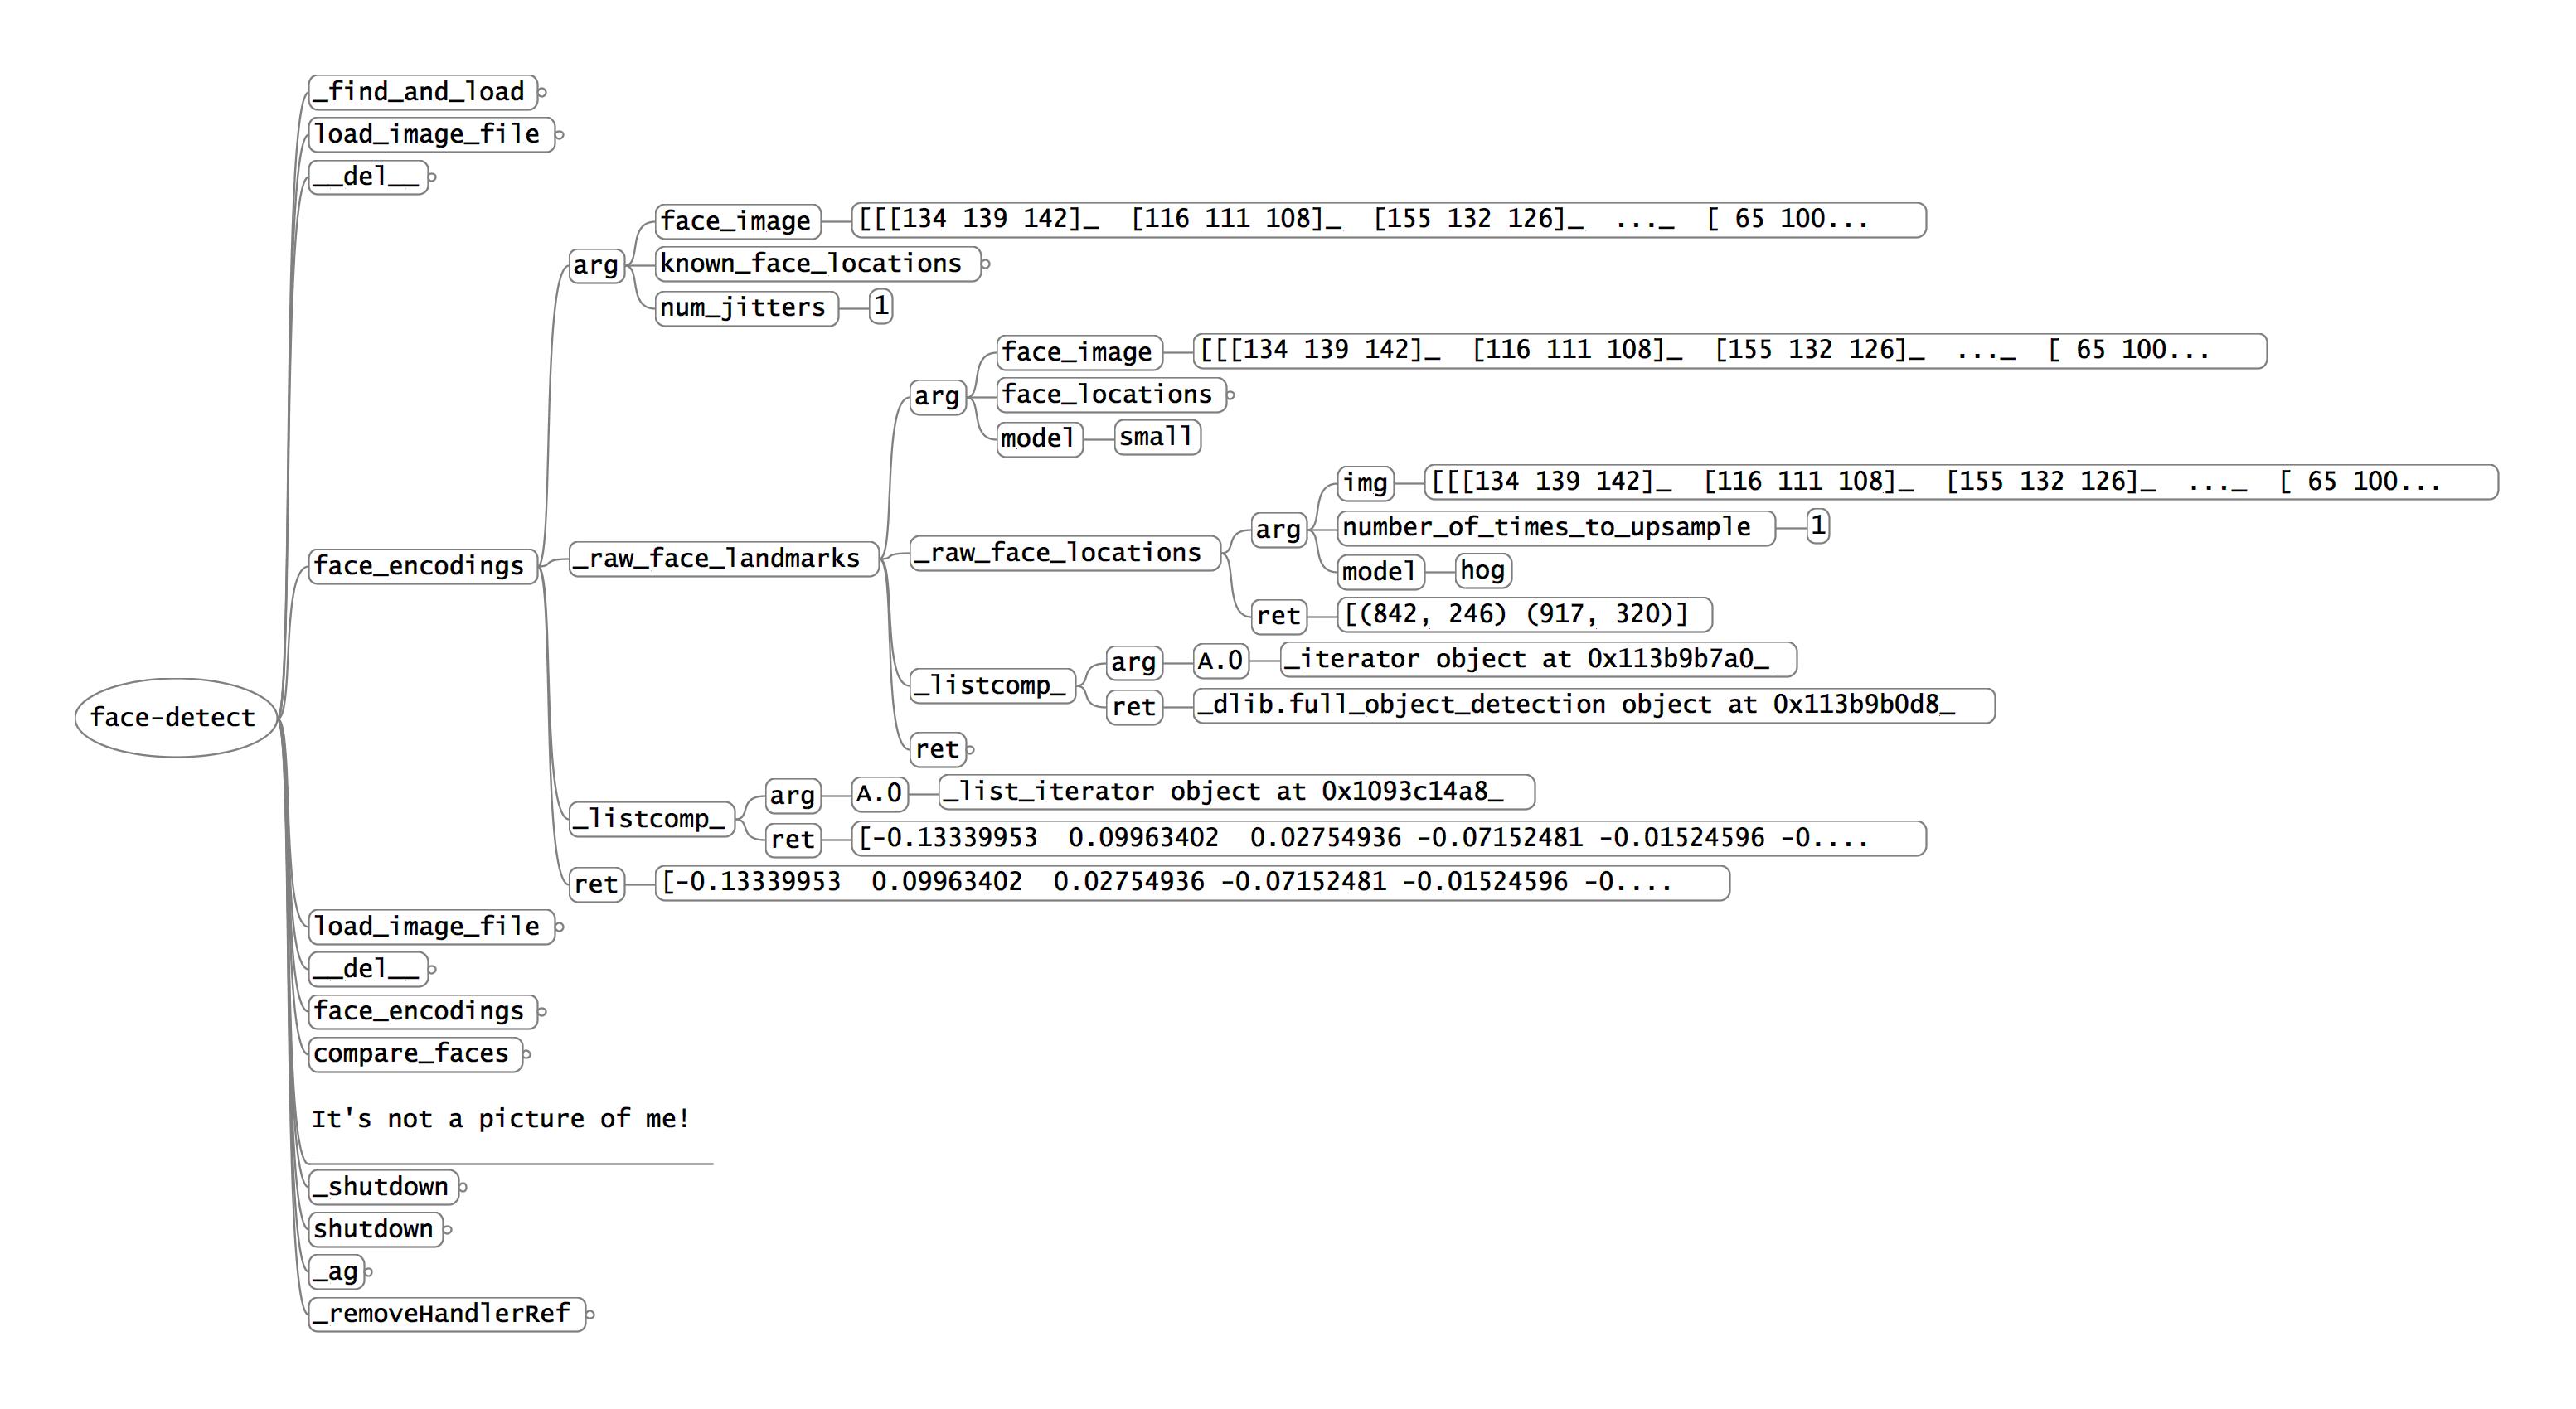 _find_and_load
load_image_file
__del__
face_image [[[134 139 142]_  [116 111 108]_  [155 132 126]_  ..._  [ 65 100...
arg known_face_locations
num_jitters 1
face_image [[[134 139 142]_  [116 111 108]_  [155 132 126]_  ..._  [ 65 100...
arg face_locations
model small
img [[[134 139 142]_  [116 111 108]_  [155 132 126]_  ..._  [ 65 100...
arg number_of_times_to_upsample 1
face_encodings _raw_face_landmarks _raw_face_locations
model hog
ret [(842, 246) (917, 320)]
arg A.0 _iterator object at 0x113b9b7a0_
_listcomp_
ret _dlib.full_object_detection object at 0x113b9b0d8_
face-detect
ret
arg A.0 _list_iterator object at 0x1093c14a8_
_listcomp_
ret [-0.13339953  0.09963402  0.02754936 -0.07152481 -0.01524596 -0....
ret [-0.13339953  0.09963402  0.02754936 -0.07152481 -0.01524596 -0....
load_image_file
__del__
face_encodings
compare_faces
It's not a picture of me!
_shutdown
shutdown
_ag
_removeHandlerRef